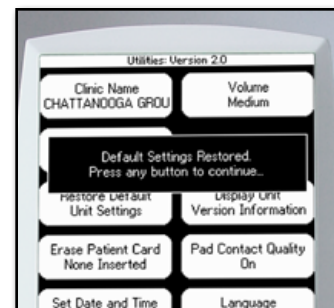 Utilities: Version 2.0
Clinic Name
CHATTANOOGA GROU
Volume
Medium
Default Settings Restored.
Press any button to continue...
Restore Default
Unit Settings
Display Unit
Version Information
Erase Patient Card
None Inserted
Pad Contact Quality
On
Set Date and Time
Language